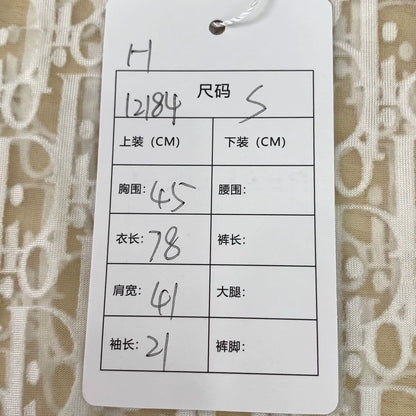 H
12184 尺码 S
上装（CM） 下装（CM）
胸围: 45 腰围:
衣长: 78 裤长:
肩宽: 41 大腿:
袖长: 21 裤脚: